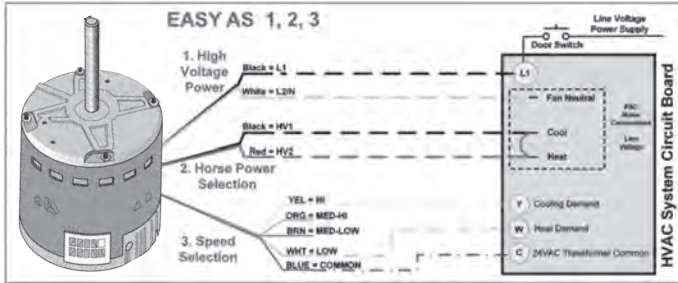 EASY AS 1, 2, 3
Line Voltage
Power Supply
Door Switch
1. High
Voltage
Power
Black = L1
White = L2/N
L1
Fan Neutral
PSC
Motor
Connections
Line
Voltage
Black = HV1
Red = HV2
Cool
Heat
2. Horse Power
Selection
YEL = HI
ORG = MED-HI
BRN = MED-LOW
WHT = LOW
BLUE = COMMON
3. Speed
Selection
Y Cooling Demand
W Heat Demand
C 24VAC Transformer Common
HVAC System Circuit Board